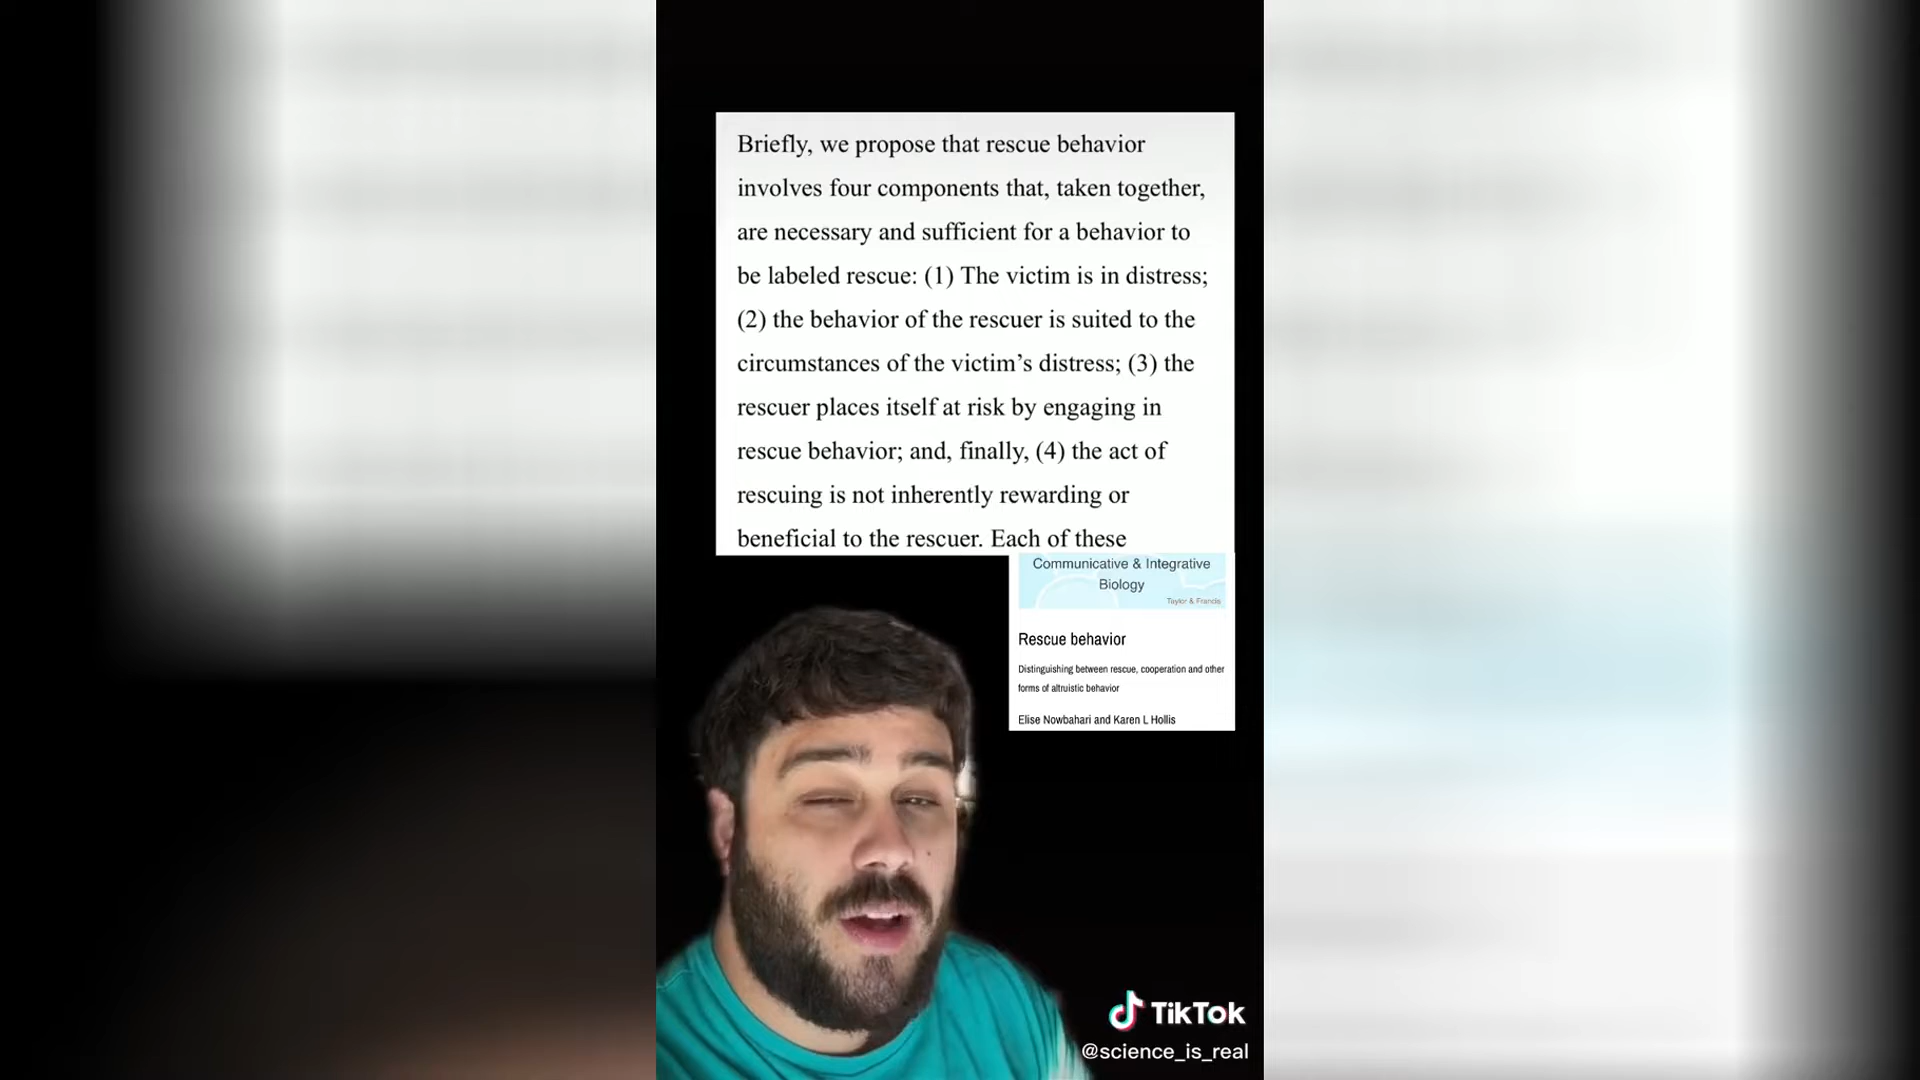 Briefly, we propose that rescue behavior
involves four components that, taken together,
are necessary and sufficient for a behavior to
be labeled rescue: (1) The victim is in distress;
(2) the behavior of the rescuer is suited to the
circumstances of the victim’s distress; (3) the
rescuer places itself at risk by engaging in
rescue behavior; and, finally, (4) the act of
rescuing is not inherently rewarding or
beneficial to the rescuer. Each of these
Communicative & Integrative
Biology
Taylor & Francis
Rescue behavior
Distinguishing between rescue, cooperation and other
forms of altruistic behavior
Elise Nowbahari and Karen L Hollis
TikTok
@science_is_real